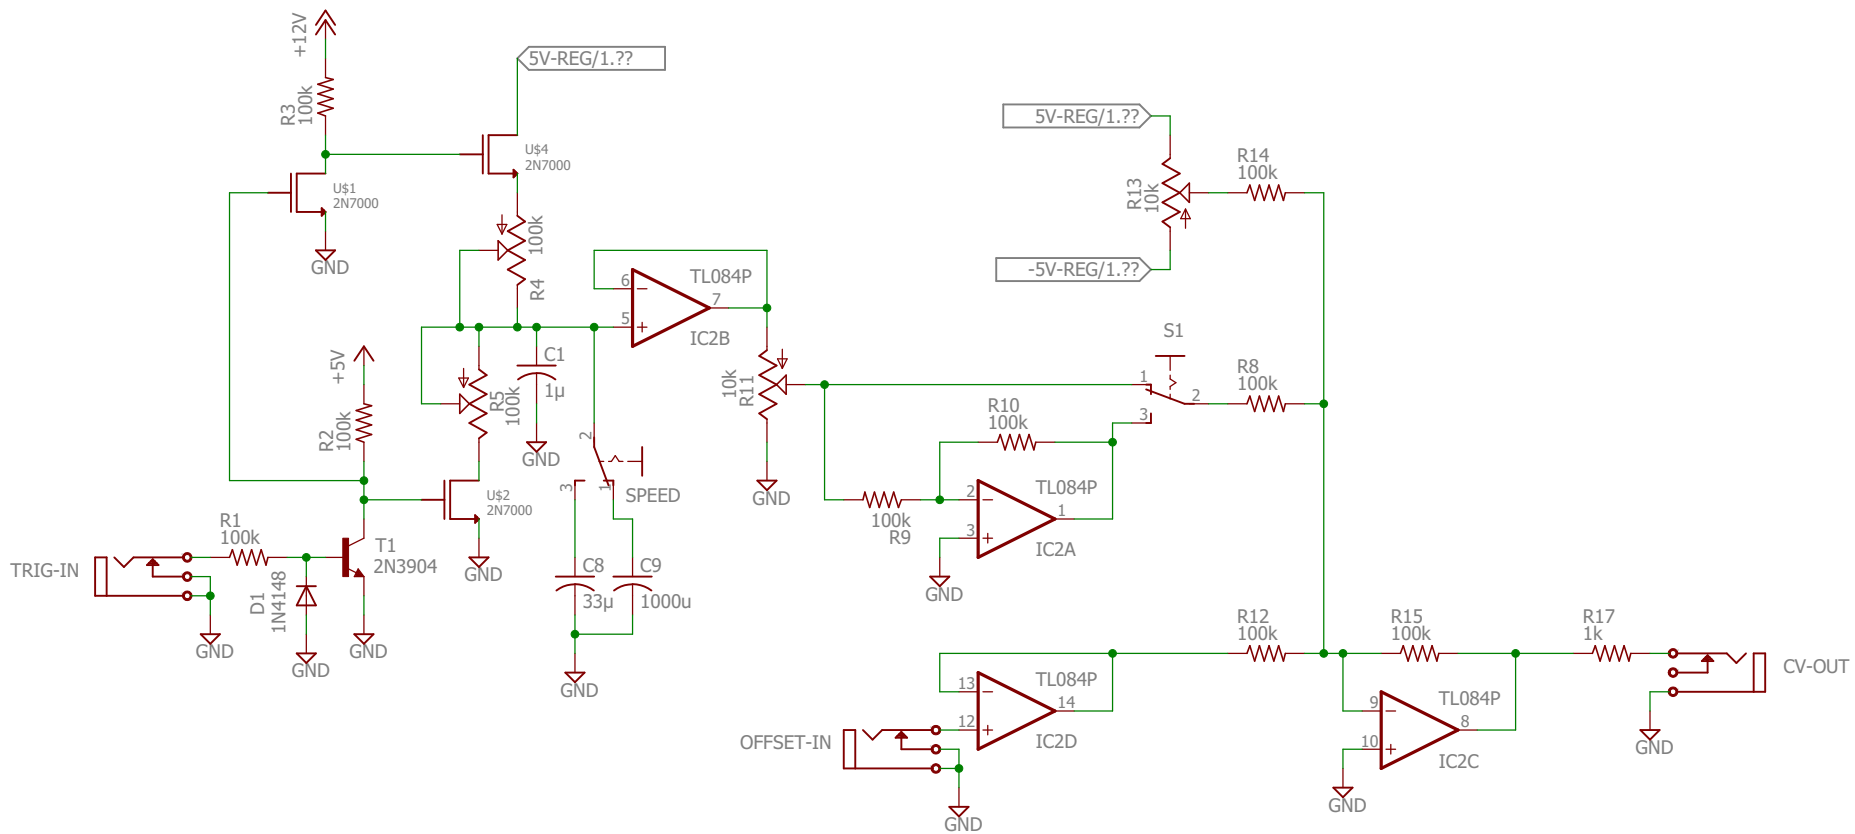 +12V
R3
100k
5V-REG/1.??
U$4
2N7000
U$1
2N7000
GND
100k
R4
6
5
7
TL084P
IC2B
+5V
R2
100k
R5
100k
C1
1µ
GND
10k
R11
GND
2
3
1
SPEED
U$2
2N7000
GND
R1
100k
TRIG-IN
T1
2N3904
D1
1N4148
GND
GND
GND
C8
33µ
C9
1000u
GND
5V-REG/1.??
R13
10k
R14
100k
-5V-REG/1.??
S1
1
2
3
R8
100k
R10
100k
100k
R9
2
3
1
TL084P
IC2A
GND
R12
100k
R15
100k
R17
1k
CV-OUT
GND
13
12
14
TL084P
IC2D
OFFSET-IN
GND
9
10
8
TL084P
IC2C
GND